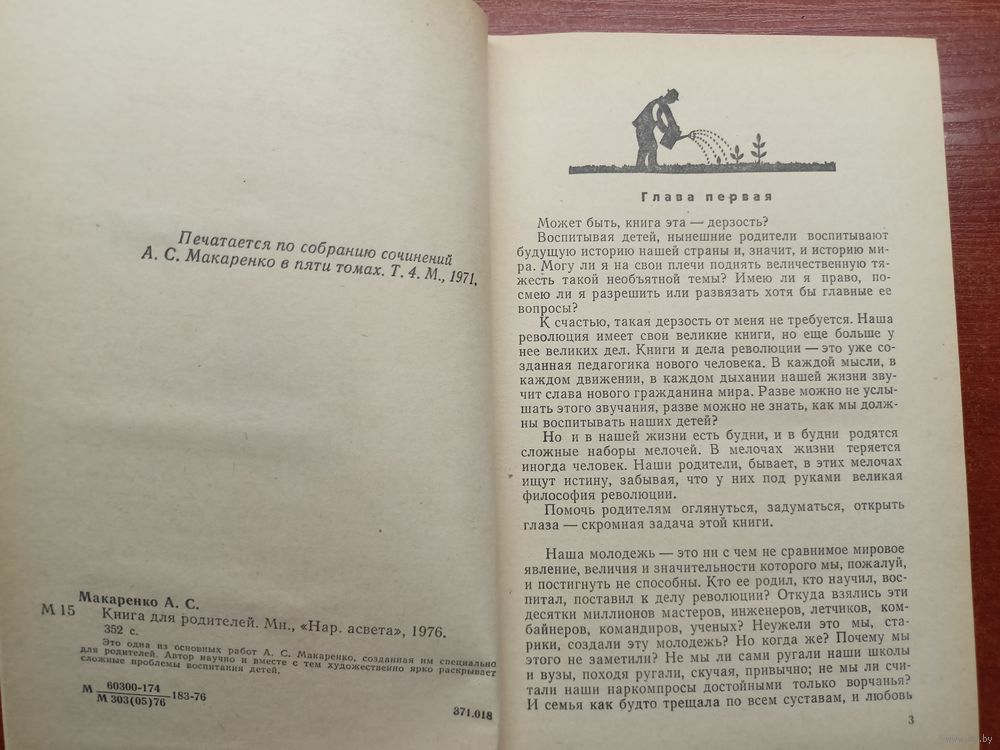 Печатается по собранию сочинений
А. С. Макаренко в пяти томах. Т. 4. М., 1971.
Макаренко А. С.
М 15
Книга для родителей. Мн., «Нар. асвета», 1976.
352 с.
Это одна из основных работ А. С. Макаренко, созданная им специально
для родителей. Автор научно и вместе с тем художественно ярко раскрывает
сложные проблемы воспитания детей.
М 60300-174 183-76
М 303(05)76
371.018
Глава первая
Может быть, книга эта — дерзость?
Воспитывая детей, нынешние родители воспитывают
будущую историю нашей страны и, значит, и историю ми-
ра. Могу ли я на свои плечи поднять величественную тя-
жесть такой необъятной темы? Имею ли я право, по-
смею ли я разрешить или развязать хотя бы главные ее
вопросы?
К счастью, такая дерзость от меня не требуется. Наша
революция имеет свои великие книги, но еще больше у
нее великих дел. Книги и дела революции — это уже со-
зданная педагогика нового человека. В каждой мысли, в
каждом движении, в каждом дыхании нашей жизни зву-
чит слава нового гражданина мира. Разве можно не услы-
шать этого звучания, разве можно не знать, как мы долж-
ны воспитывать наших детей?
Но и в нашей жизни есть будни, и в будни родятся
сложные наборы мелочей. В мелочах жизни теряется
иногда человек. Наши родители, бывает, в этих мелочах
ищут истину, забывая, что у них под руками великая
философия революции.
Помочь родителям оглянуться, задуматься, открыть
глаза — скромная задача этой книги.
Наша молодежь — это ни с чем не сравнимое мировое
явление, величия и значительности которого мы, пожалуй,
и постигнуть не способны. Кто ее родил, кто научил, вос-
питал, поставил к делу революции? Откуда взялись эти
десятки миллионов мастеров, инженеров, летчиков, ком-
байнеров, командиров, ученых? Неужели это мы, ста-
рики, создали эту молодежь? Но когда же? Почему мы
этого не заметили? Не мы ли сами ругали наши школы
и вузы, походя ругали, скучая, привычно; не мы ли счи-
тали наши наркомпросы достойными только ворчанья?
И семья как будто трещала по всем суставам, и любовь
3